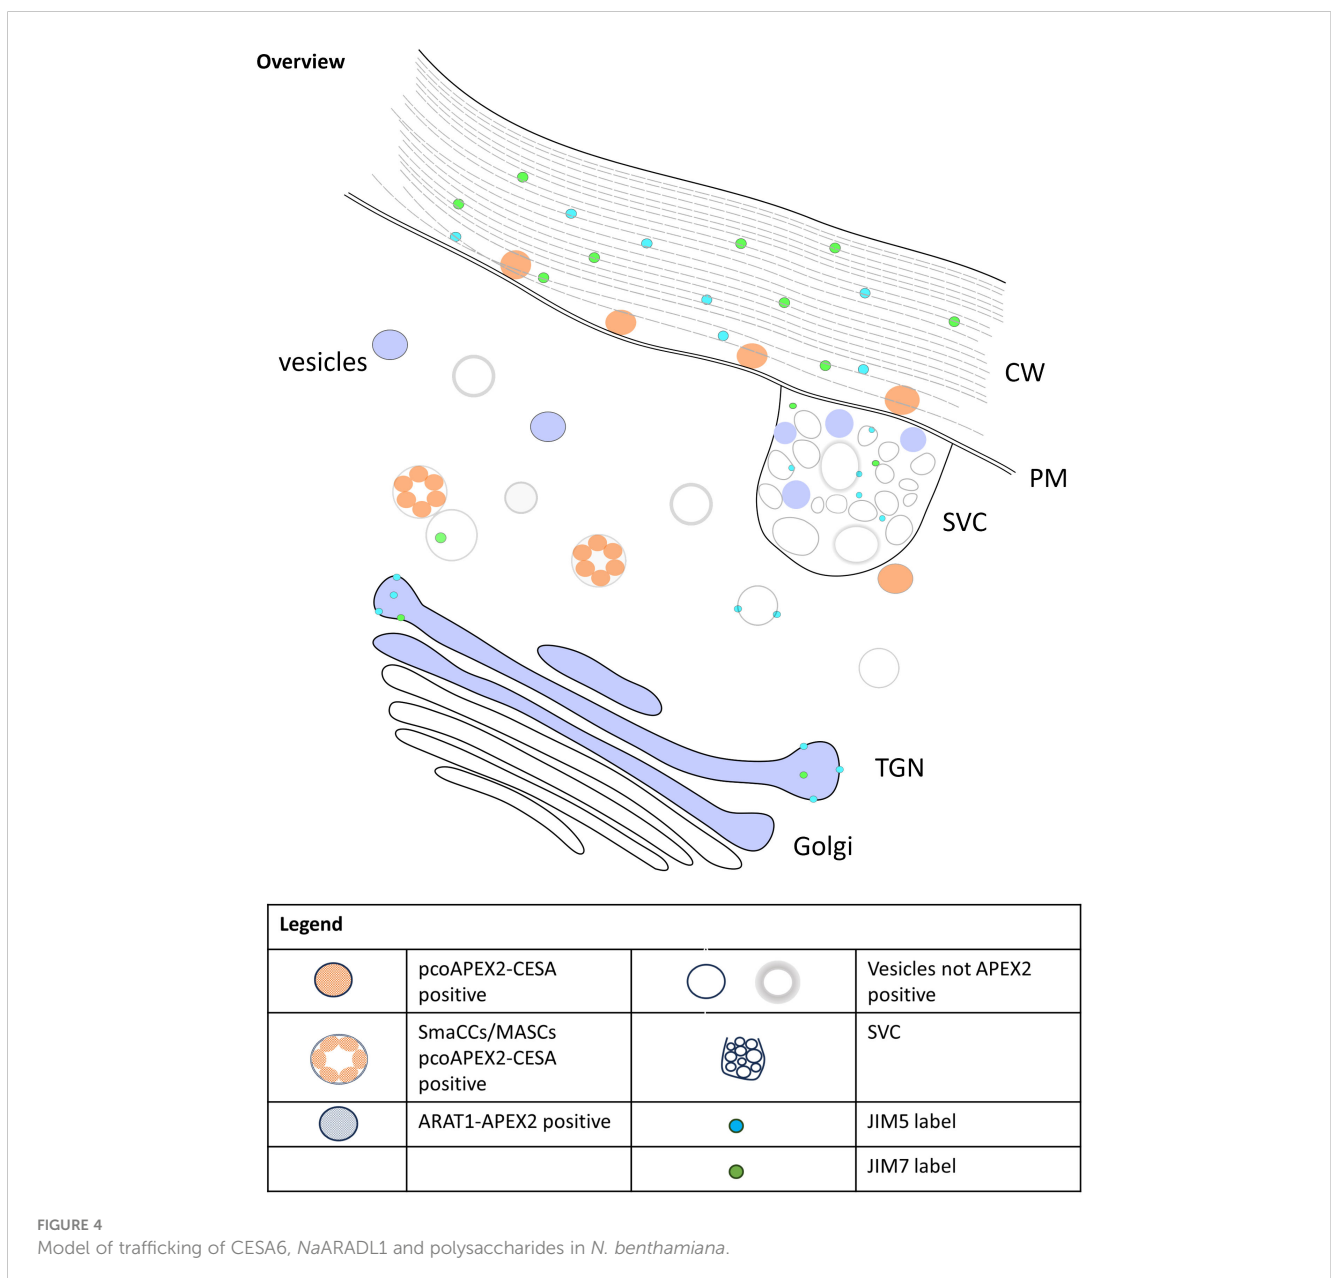 Overview
CW
vesicles
PM
SVC
TGN
Golgi
Legend
pcoAPEX2-CESA
positive
Vesicles not APEX2
positive
SmaCCs/MASCs
pcoAPEX2-CESA
positive
SVC
ARAT1-APEX2 positive
JIM5 label
JIM7 label
FIGURE 4
Model of trafficking of CESA6, NaARADL1 and polysaccharides in N. benthamiana.